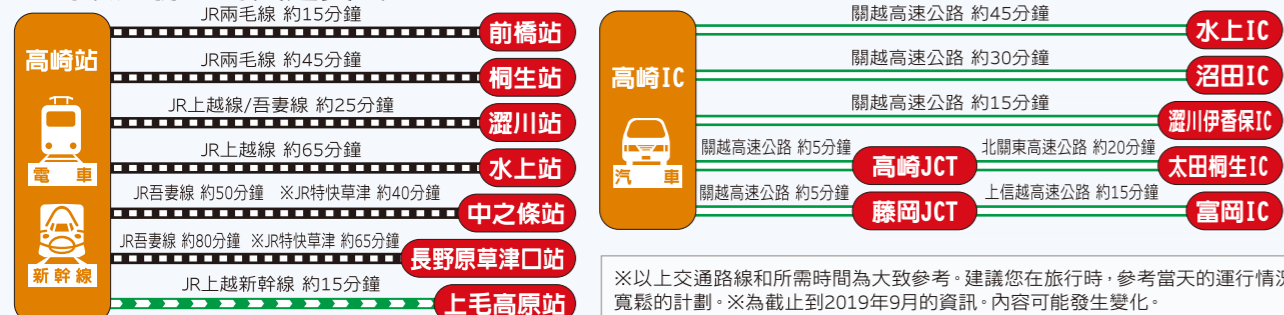 高崎站
電車
新幹線
JR兩毛線 約15分鐘
前橋站
JR兩毛線 約45分鐘
桐生站
JR上越線/吾妻線 約25分鐘
澀川站
JR上越線 約65分鐘
水上站
JR吾妻線 約50分鐘 ※JR特快草津 約40分鐘
中之條站
JR吾妻線 約80分鐘 ※JR特快草津 約65分鐘
長野原草津口站
JR上越新幹線 約15分鐘
上毛高原站
高崎IC
汽車
關越高速公路 約45分鐘
水上IC
關越高速公路 約30分鐘
沼田IC
關越高速公路 約15分鐘
澀川伊香保IC
關越高速公路 約5分鐘
高崎JCT
北關東高速公路 約20分鐘
太田桐生IC
關越高速公路 約5分鐘
藤岡JCT
上信越高速公路 約15分鐘
富岡IC
※以上交通路線和所需時間為大致參考。建議您在旅行時，參考當天的運行情況
寬鬆的計劃。※為截止到2019年9月的資訊。內容可能發生變化。